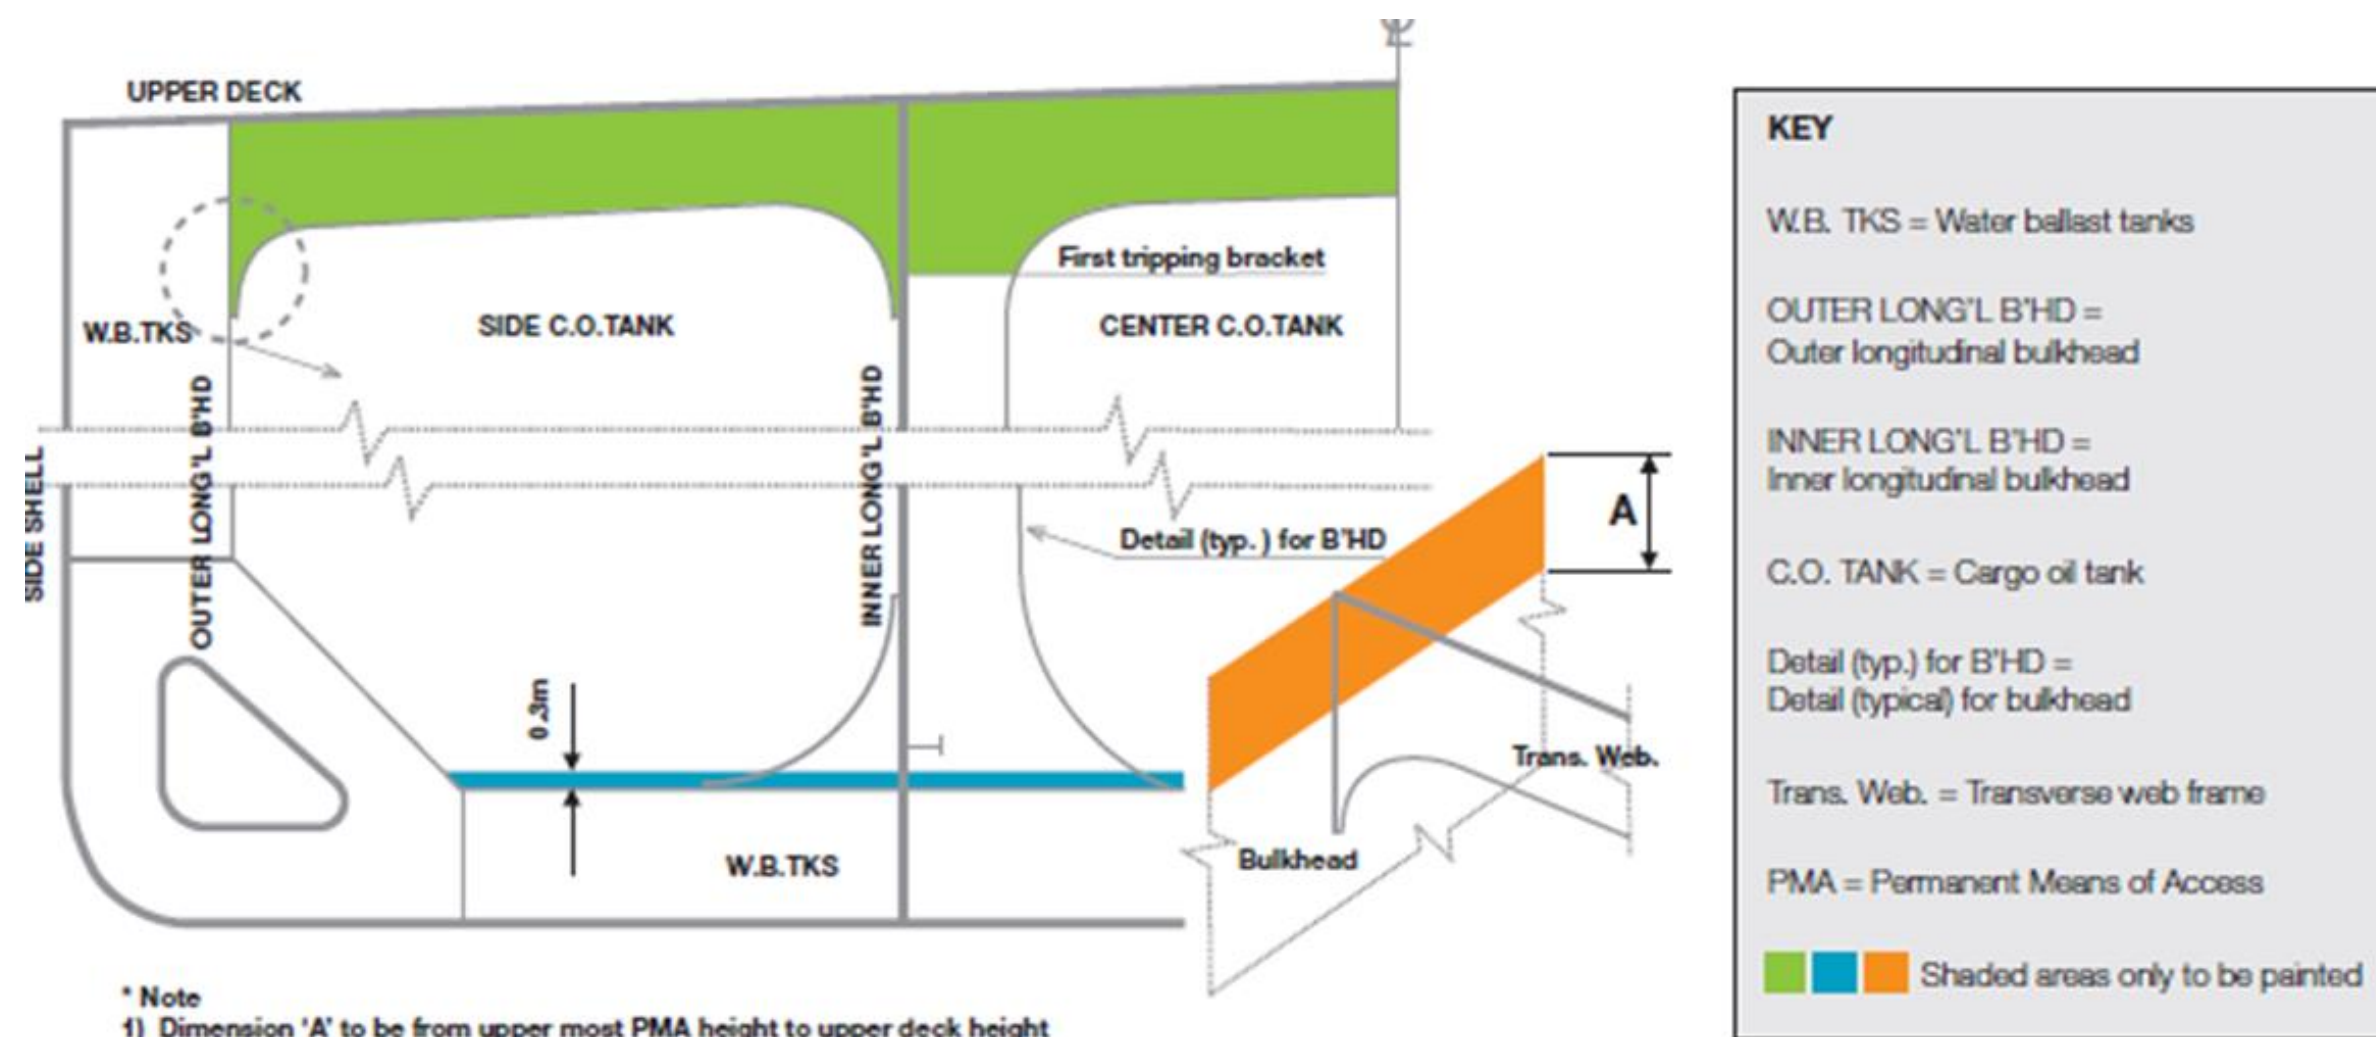 UPPER DECK
First tripping bracket
W.B.TKS
SIDE C.O.TANK
CENTER C.O.TANK
SIDE SHELL
OUTER LONG'L B'HD
INNER LONG'L B'HD
A
Detail (typ. ) for B'HD
0.3m
Trans. Web.
Bulkhead
W.B.TKS
* Note
1) Dimension 'A' to be from upper most PMA height to upper deck height
KEY
W.B. TKS = Water ballast tanks
OUTER LONG'L B'HD =
Outer longitudinal bulkhead
INNER LONG'L B'HD =
Inner longitudinal bulkhead
C.O. TANK = Cargo oil tank
Detail (typ.) for B'HD =
Detail (typical) for bulkhead
Trans. Web. = Transverse web frame
PMA = Permanent Means of Access
Shaded areas only to be painted